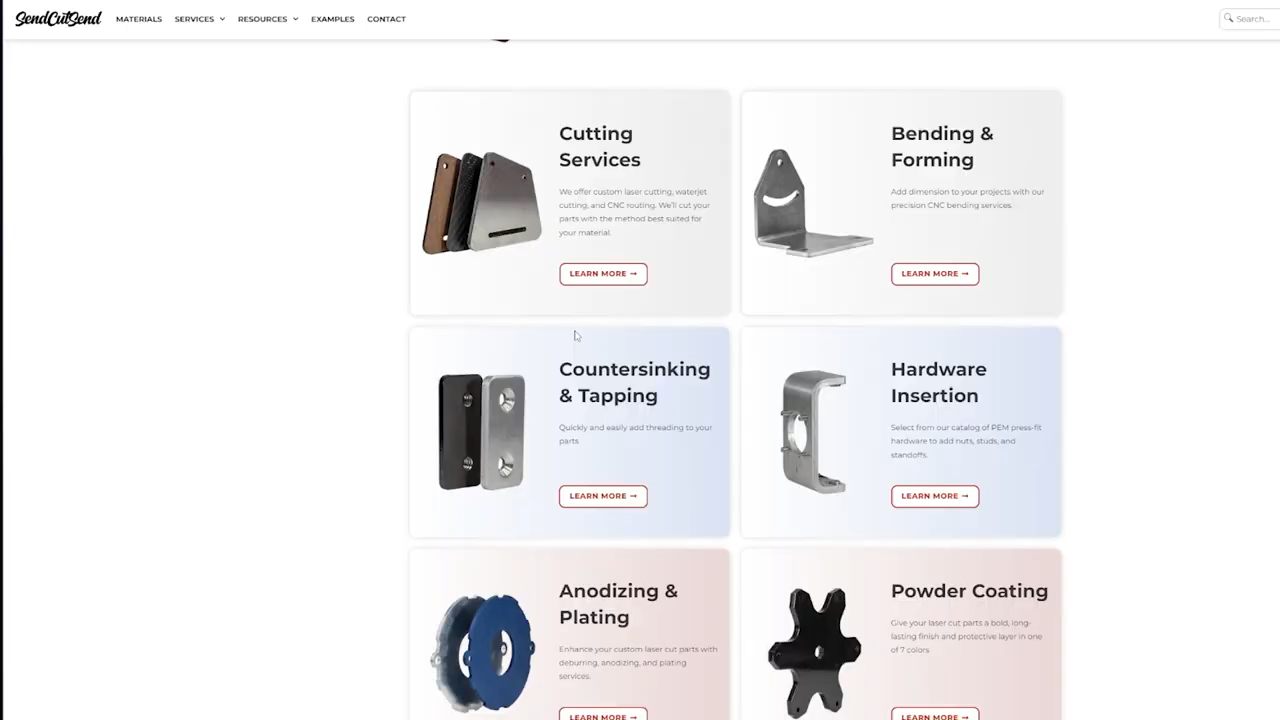 SendCutSend MATERIALS SERVICES RESOURCES EXAMPLES CONTACT Search...
Cutting
Services
We offer custom laser cutting, waterjet
cutting, and CNC routing. We'll cut your
parts with the method best suited for
your material.
LEARN MORE →
Bending &
Forming
Add dimension to your projects with our
precision CNC bending services.
LEARN MORE →
Countersinking
& Tapping
Quickly and easily add threading to your
parts
LEARN MORE →
Hardware
Insertion
Select from our catalog of PEM press-fit
hardware to add nuts, studs, and
standoffs.
LEARN MORE →
Anodizing &
Plating
Enhance your custom laser cut parts with
deburring, anodizing, and plating
services.
LEARN MORE →
Powder Coating
Give your laser cut parts a bold, long-
lasting finish and protective layer in one
of 7 colors
LEARN MORE →